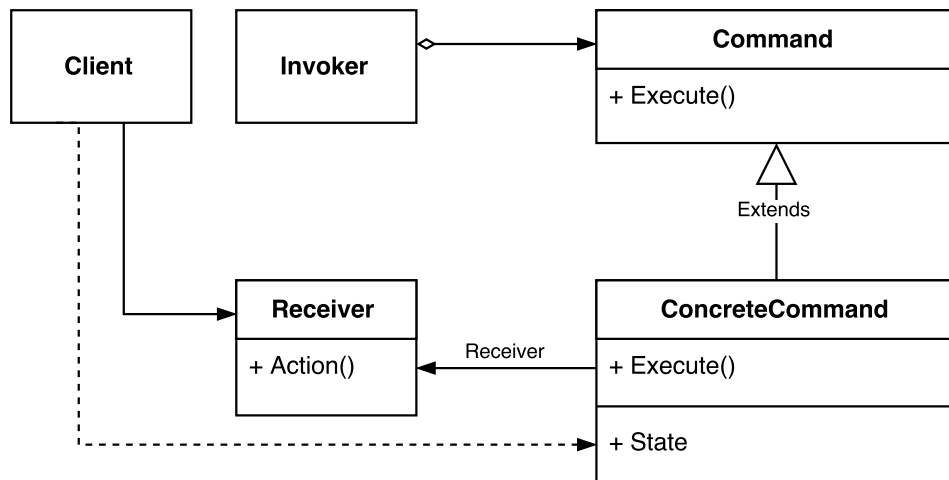 Client
Invoker
Command
+ Execute()
Extends
Receiver
+ Action()
Receiver
ConcreteCommand
+ Execute()
+ State